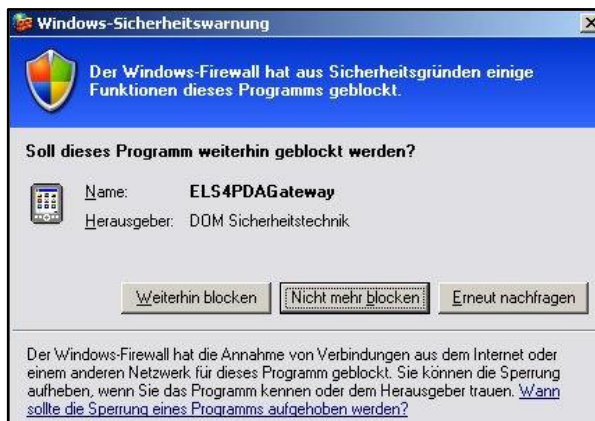 Windows-Sicherheitswarnung
Der Windows-Firewall hat aus Sicherheitsgründen einige
Funktionen dieses Programms geblockt.
Soll dieses Programm weiterhin geblockt werden?
Name: ELS4PDAGateway
Herausgeber: DOM Sicherheitstechnik
Weiterhin blocken Nicht mehr blocken Erneut nachfragen
Der Windows-Firewall hat die Annahme von Verbindungen aus dem Internet oder
einem anderen Netzwerk für dieses Programm geblockt. Sie können die Sperrung
aufheben, wenn Sie das Programm kennen oder dem Herausgeber trauen. Wann
sollte die Sperrung eines Programms aufgehoben werden?